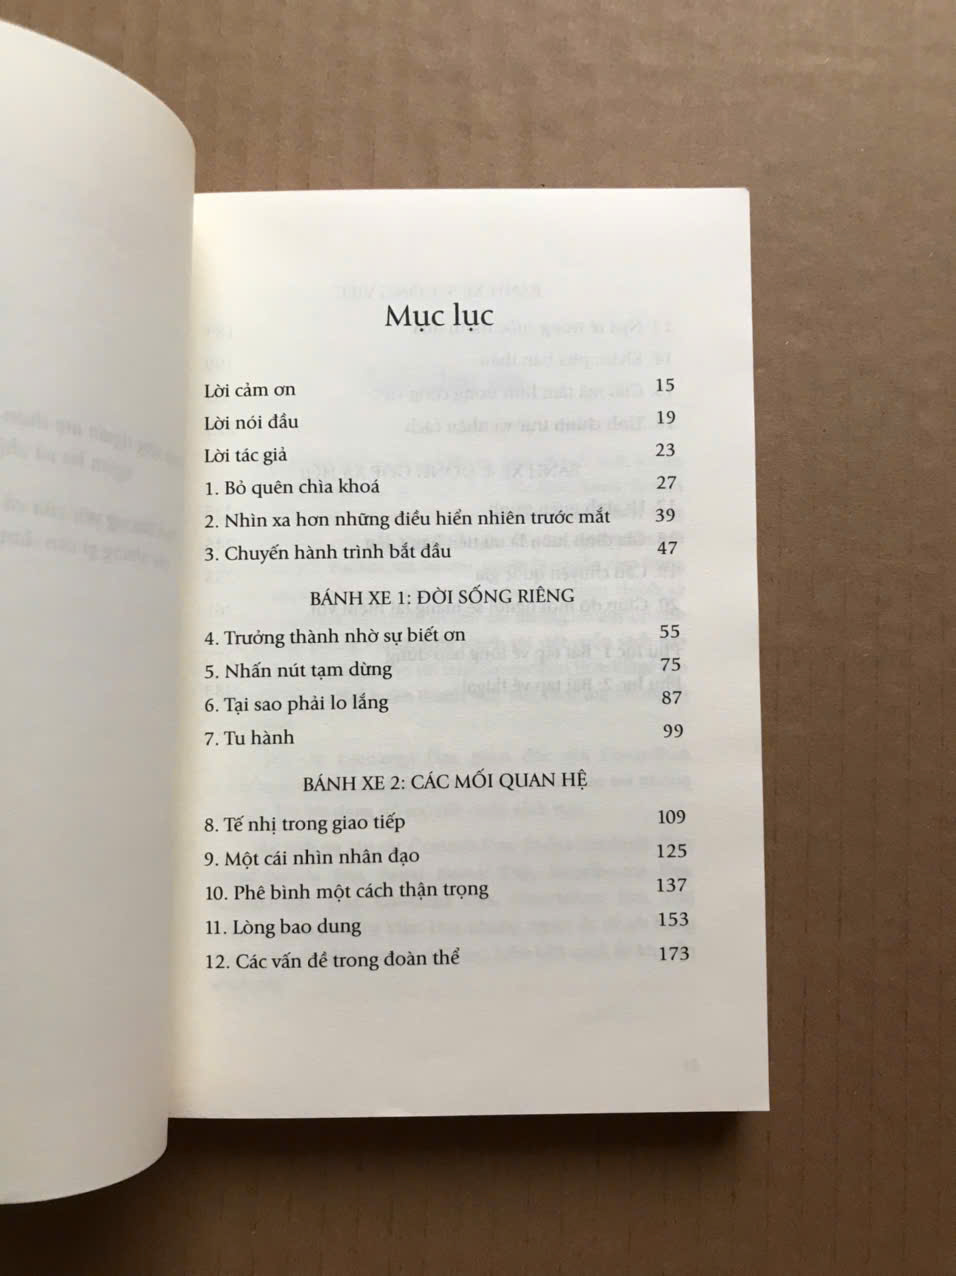 Mục lục
Lời cảm ơn 15
Lời nói đầu 19
Lời tác giả 23
1. Bỏ quên chìa khoá 27
2. Nhìn xa hơn những điều hiển nhiên trước mắt 39
3. Chuyến hành trình bắt đầu 47
BÁNH XE 1: ĐỜI SỐNG RIÊNG
4. Trưởng thành nhờ sự biết ơn 55
5. Nhấn nút tạm dừng 75
6. Tại sao phải lo lắng 87
7. Tu hành 99
BÁNH XE 2: CÁC MỐI QUAN HỆ
8. Tế nhị trong giao tiếp 109
9. Một cái nhìn nhân đạo 125
10. Phê bình một cách thận trọng 137
11. Lòng bao dung 153
12. Các vấn đề trong đoàn thể 173